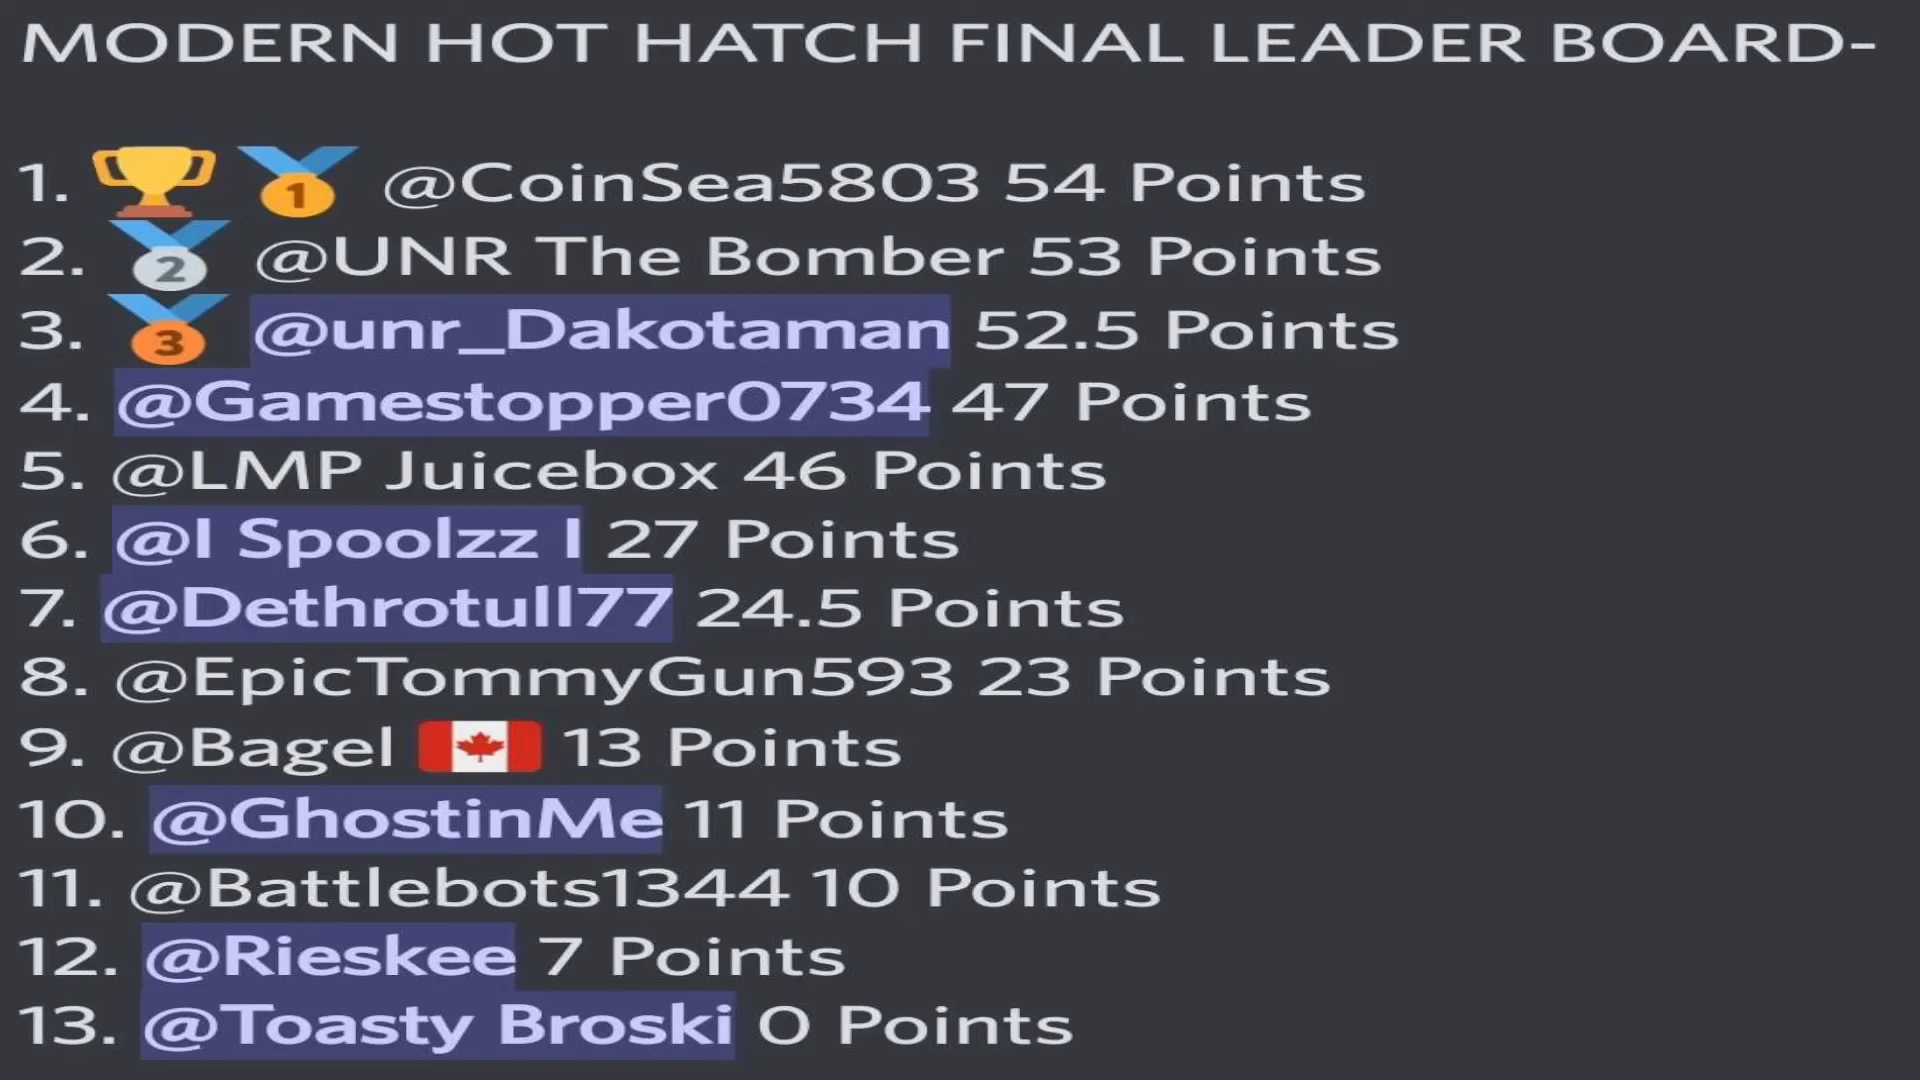 MODERN HOT HATCH FINAL LEADER BOARD-
1. 🏆 🥇 @CoinSea5803 54 Points
2. 🥈 @UNR The Bomber 53 Points
3. 🥉 @unr_Dakotaman 52.5 Points
4. @Gamestopper0734 47 Points
5. @LMP Juicebox 46 Points
6. @I Spoolzz I 27 Points
7. @Dethrotull77 24.5 Points
8. @EpicTommyGun593 23 Points
9. @Bagel 🇨🇦 13 Points
10. @GhostinMe 11 Points
11. @Battlebots1344 10 Points
12. @Rieskee 7 Points
13. @Toasty Broski 0 Points